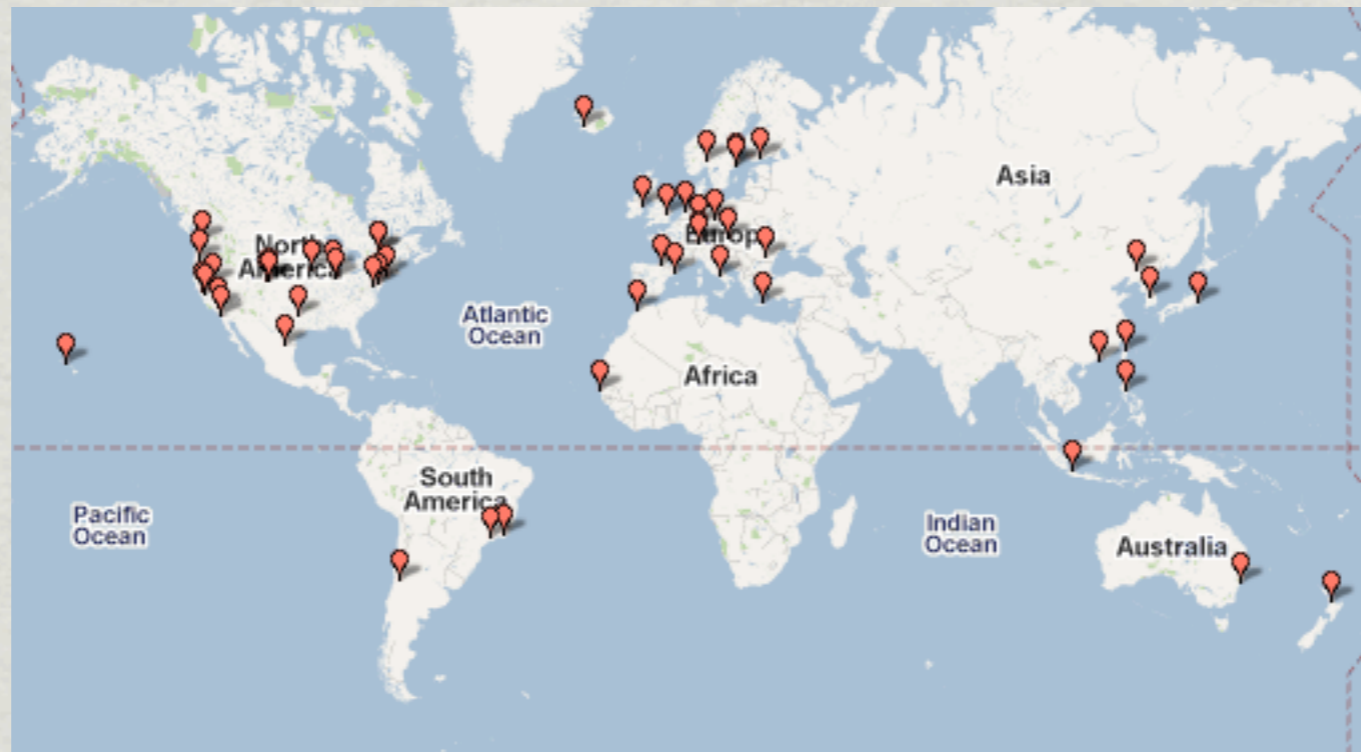 Asia
North
America
Europ
Atlantic
Ocean
Africa
South
America
Pacific
Ocean
Indian
Ocean
Australia